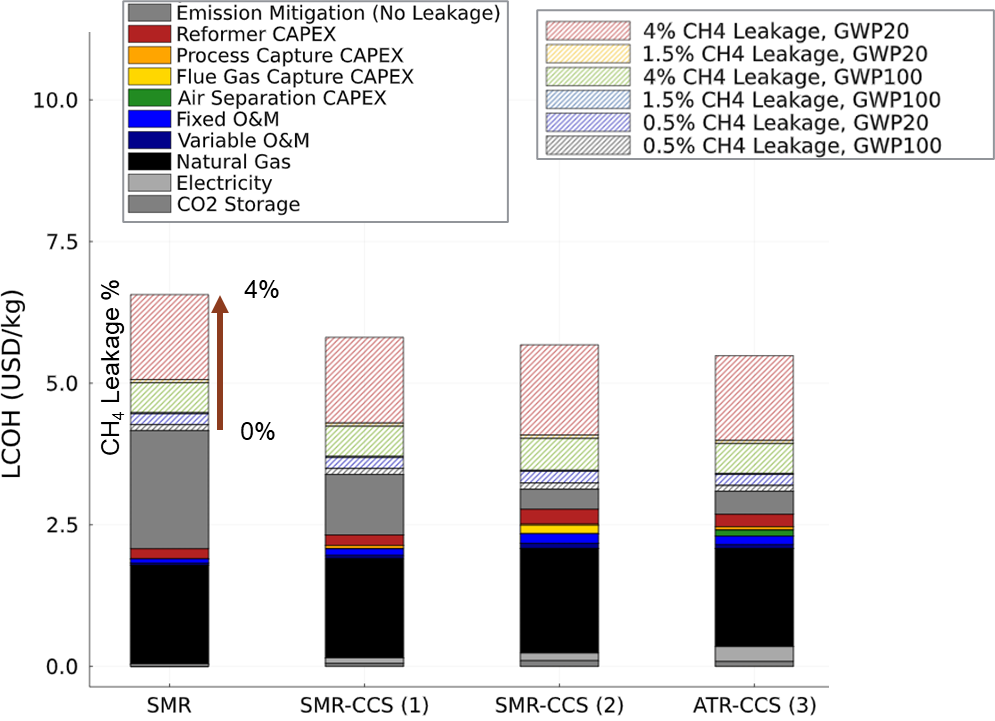 Emission Mitigation (No Leakage)
Reformer CAPEX
Process Capture CAPEX
Flue Gas Capture CAPEX
Air Separation CAPEX
Fixed O&M
Variable O&M
Natural Gas
Electricity
CO2 Storage
4% CH4 Leakage, GWP20
1.5% CH4 Leakage, GWP20
4% CH4 Leakage, GWP100
1.5% CH4 Leakage, GWP100
0.5% CH4 Leakage, GWP20
0.5% CH4 Leakage, GWP100
LCOH (USD/kg)
10.0
7.5
5.0
2.5
0.0
CH₄ Leakage %
4%
0%
SMR
SMR-CCS (1)
SMR-CCS (2)
ATR-CCS (3)